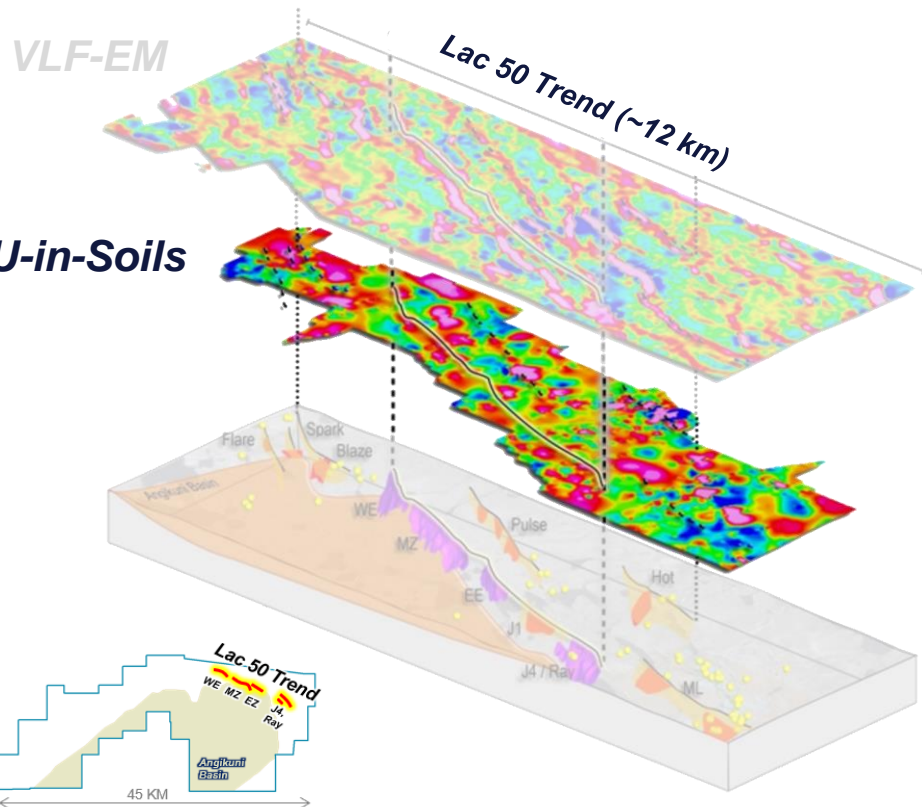 VLF-EM
Lac 50 Trend (~12 km)
U-in-Soils
Flare
Spark
Blaze
Angikuni Basin
WE
MZ
Pulse
EE
Hot
J1
J4 / Ray
ML
Lac 50 Trend
WE MZ EZ J4,
Ray
Angikuni
Basin
45 KM